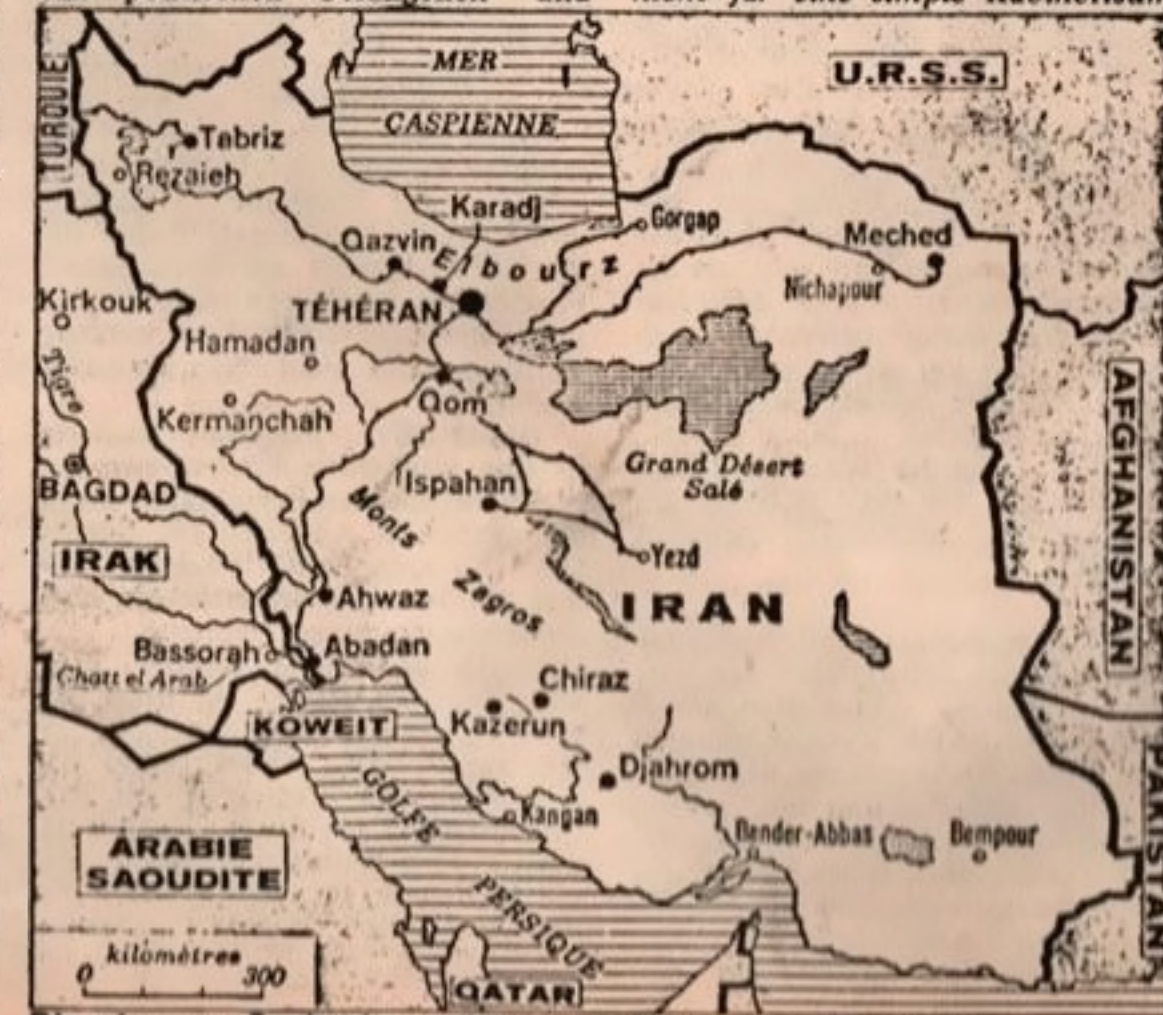 MER
U.R.S.S.
CASPIENNE
TURQUIE
Tabriz
Rezaieh
Karadj
Gorgap
Qazvin
Elbourz
Meched
Nichapour
Kirkouk
TÉHÉRAN
Hamadan
Tigre
Kermanchah
Qom
AFGHANISTAN
Grand Désert
Salé
BAGDAD
Ispahan
Monts
Zagros
IRAK
Yezd
Ahwaz
IRAN
Bassorah
Abadan
Chatt el Arab
Chiraz
KOWEIT
Kazerun
Djahrom
GOLFE
PERSIQUE
Kangan
Bender-Abbas
Bempour
PAKISTAN
ARABIE
SAOUDITE
kilomètres
0 300
QATAR